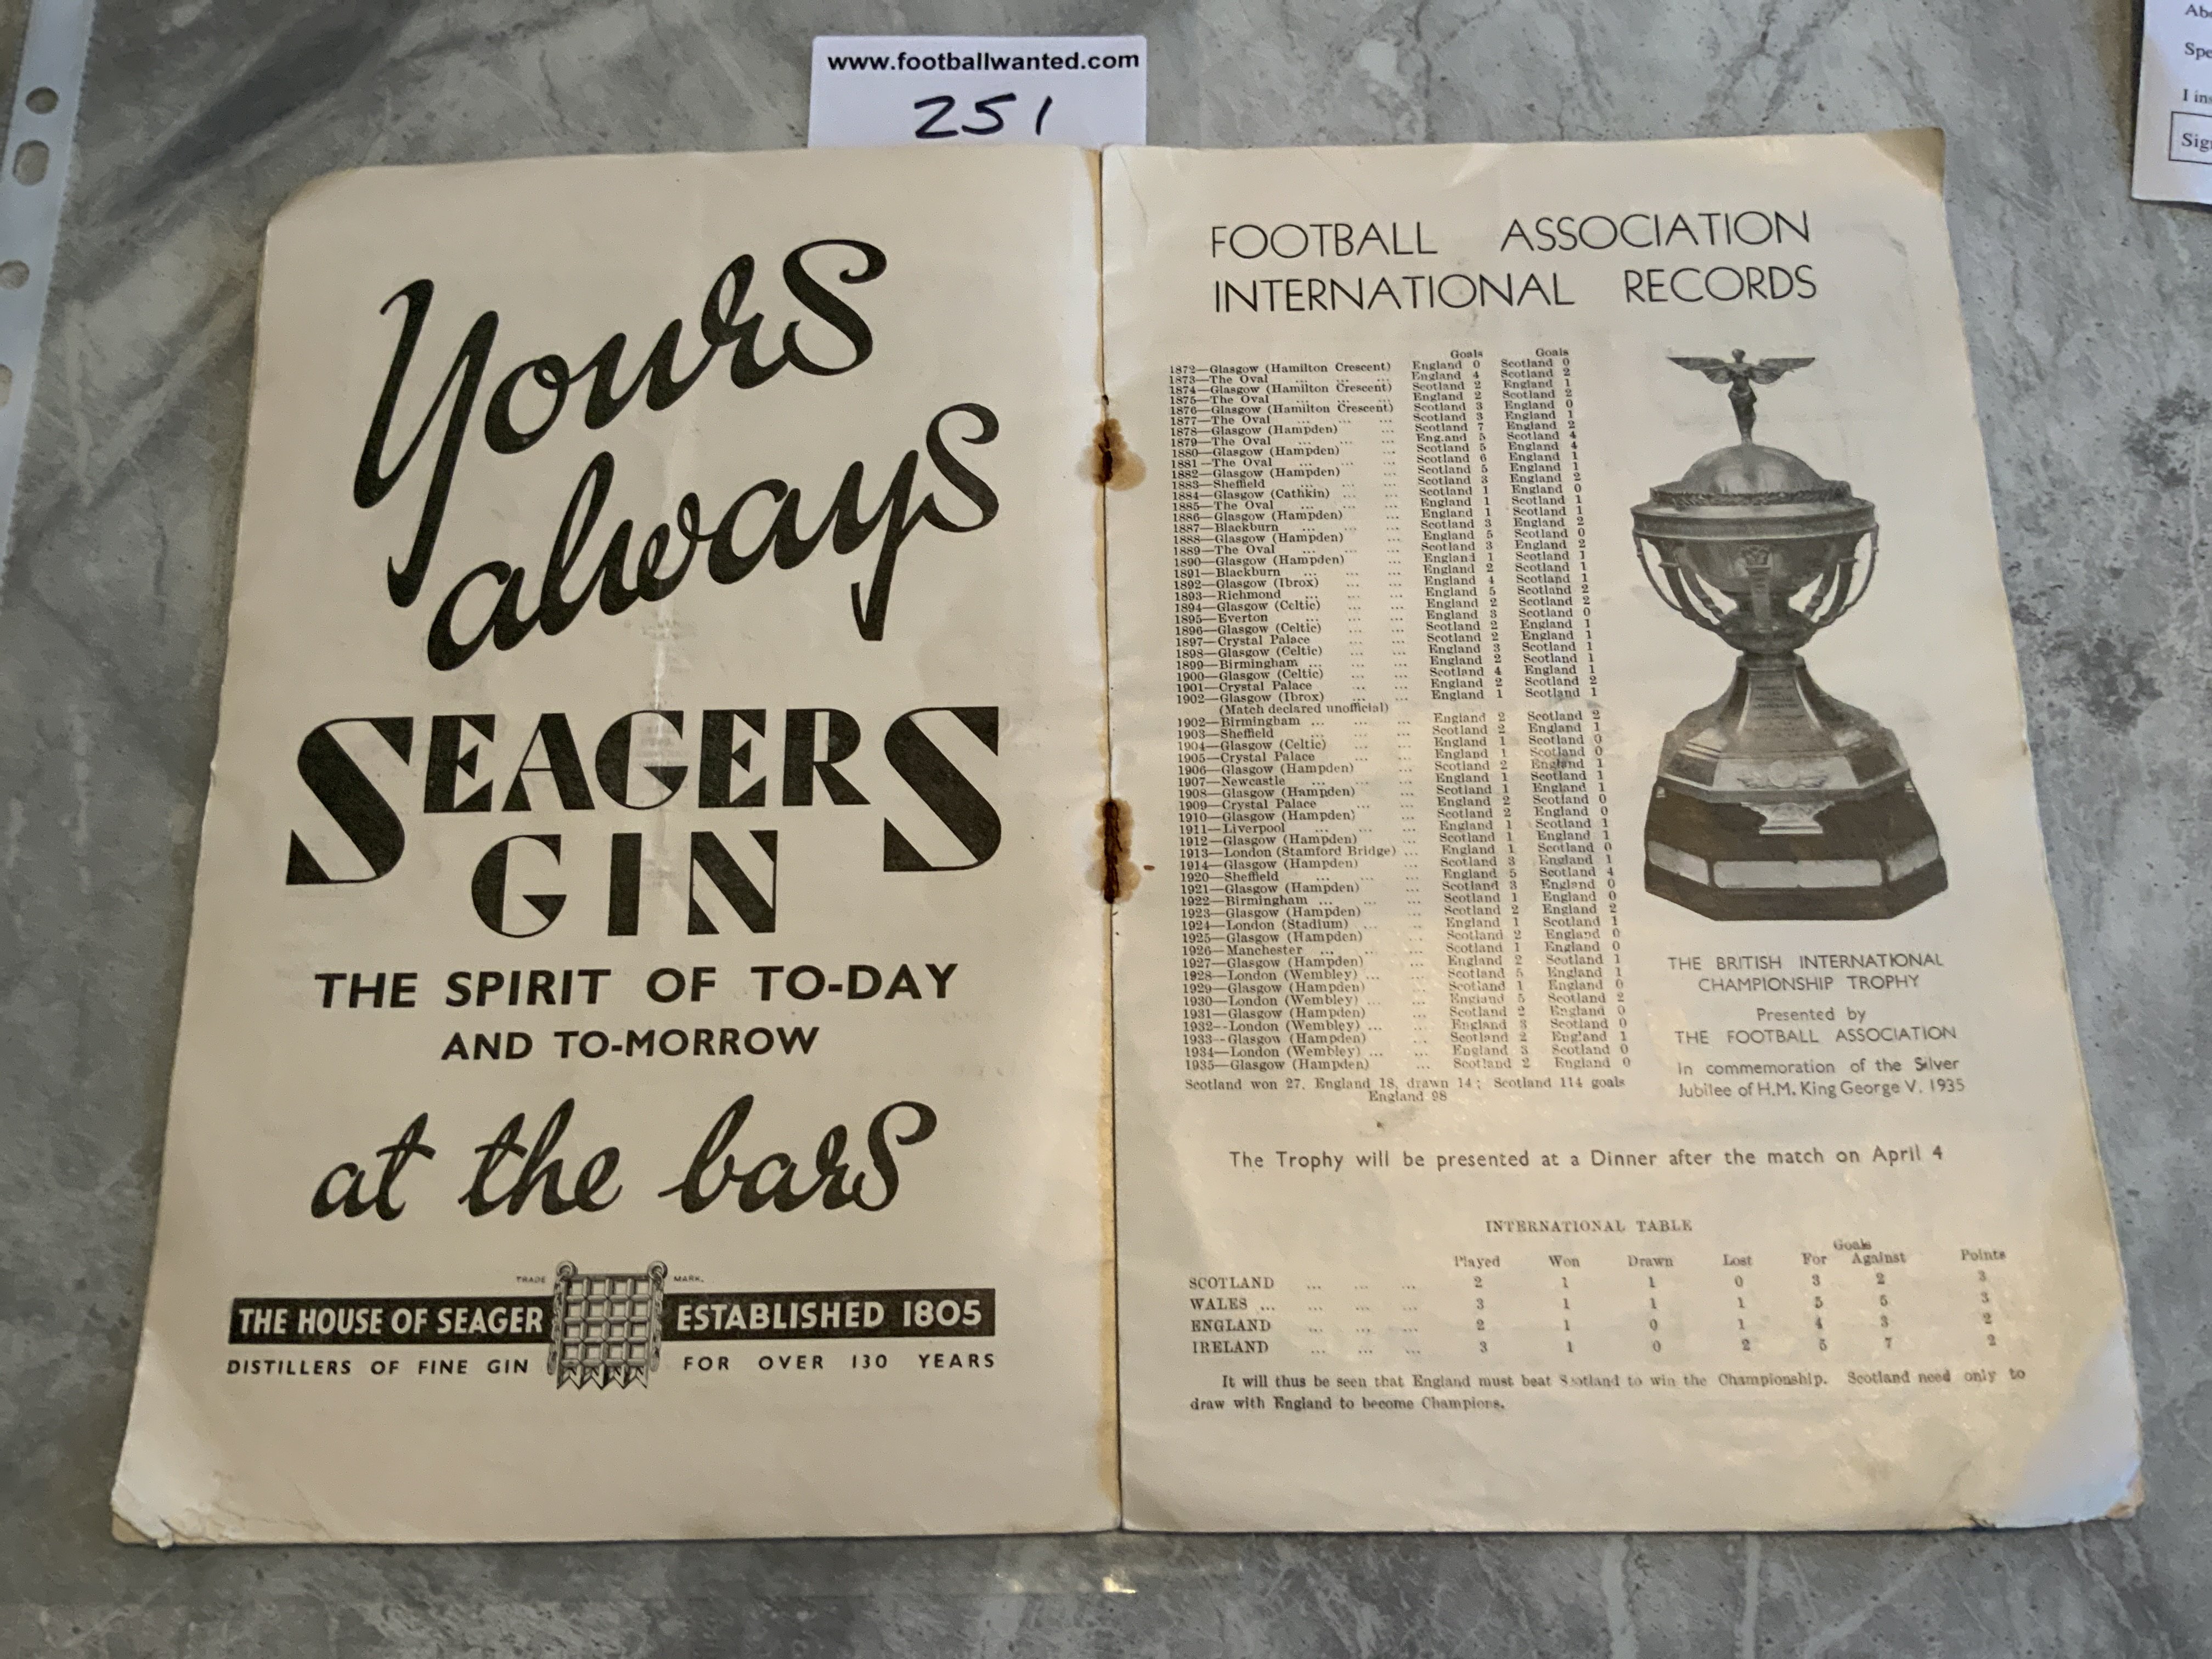 www.footballwanted.com
251
Yours
always
SEAGERS
GIN
THE SPIRIT OF TO-DAY
AND TO-MORROW
at the bars
TRADE MARK.
THE HOUSE OF SEAGER ESTABLISHED 1805
DISTILLERS OF FINE GIN FOR OVER 130 YEARS
FOOTBALL ASSOCIATION
INTERNATIONAL RECORDS
Goals Goals
1872—Glasgow (Hamilton Crescent) England 0 Scotland 0
1873—The Oval ... ... ... England 4 Scotland 2
1874—Glasgow (Hamilton Crescent) Scotland 2 England 1
1875—The Oval ... ... ... England 2 Scotland 2
1876—Glasgow (Hamilton Crescent) Scotland 3 England 0
1877—The Oval ... ... ... Scotland 3 England 1
1878—Glasgow (Hampden) ... Scotland 7 England 2
1879—The Oval ... ... ... Eng.and 5 Scotland 4
1880—Glasgow (Hampden) ... Scotland 5 England 4
1881—The Oval ... ... ... Scotland 6 England 1
1882—Glasgow (Hampden) ... Scotland 5 England 1
1883—Sheffield ... ... ... Scotland 3 England 2
1884—Glasgow (Cathkin) ... ... Scotland 1 England 0
1885—The Oval ... ... ... England 1 Scotland 1
1886—Glasgow (Hampden) ... England 1 Scotland 1
1887—Blackburn ... ... ... Scotland 3 England 2
1888—Glasgow (Hampden) ... England 5 Scotland 0
1889—The Oval ... ... ... Scotland 3 England 2
1890—Glasgow (Hampden) ... England 1 Scotland 1
1891—Blackburn ... ... ... England 2 Scotland 1
1892—Glasgow (Ibrox) ... ... England 4 Scotland 1
1893—Richmond ... ... ... England 5 Scotland 2
1894—Glasgow (Celtic) ... ... England 2 Scotland 2
1895—Everton ... ... ... England 3 Scotland 0
1896—Glasgow (Celtic) ... ... Scotland 2 England 1
1897—Crystal Palace ... ... Scotland 2 England 1
1898—Glasgow (Celtic) ... ... England 3 Scotland 1
1899—Birmingham ... ... ... England 2 Scotland 1
1900—Glasgow (Celtic) ... ... Scotland 4 England 1
1901—Crystal Palace ... ... England 2 Scotland 2
1902—Glasgow (Ibrox) ... ... England 1 Scotland 1
(Match declared unofficial)
1902—Birmingham ... ... ... England 2 Scotland 2
1903—Sheffield ... ... ... Scotland 2 England 1
1904—Glasgow (Celtic) ... ... England 1 Scotland 0
1905—Crystal Palace ... ... England 1 Scotland 0
1906—Glasgow (Hampden) ... Scotland 2 England 1
1907—Newcastle ... ... ... England 1 Scotland 1
1908—Glasgow (Hampden) ... Scotland 1 England 1
1909—Crystal Palace ... ... England 2 Scotland 0
1910—Glasgow (Hampden) ... Scotland 2 England 0
1911—Liverpool ... ... ... England 1 Scotland 1
1912—Glasgow (Hampden) ... Scotland 1 England 1
1913—London (Stamford Bridge) ... England 1 Scotland 0
1914—Glasgow (Hampden) ... Scotland 3 England 1
1920—Sheffield ... ... ... England 5 Scotland 4
1921—Glasgow (Hampden) ... Scotland 3 England 0
1922—Birmingham ... ... ... Scotland 1 England 0
1923—Glasgow (Hampden) ... Scotland 2 England 2
1924—London (Stadium) ... ... England 1 Scotland 1
1925—Glasgow (Hampden) ... Scotland 2 England 0
1926—Manchester ... ... ... Scotland 1 England 0
1927—Glasgow (Hampden) ... England 2 Scotland 1
1928—London (Wembley) ... ... Scotland 5 England 1
1929—Glasgow (Hampden) ... Scotland 1 England 0
1930—London (Wembley) ... ... England 5 Scotland 2
1931—Glasgow (Hampden) ... Scotland 2 England 0
1932--London (Wembley) ... ... England 3 Scotland 0
1933--Glasgow (Hampden) ... Scotland 2 England 1
1934—London (Wembley) ... ... England 3 Scotland 0
1935—Glasgow (Hampden) ... Scotland 2 England 0
Scotland won 27, England 18, drawn 14; Scotland 114 goals
England 98
THE BRITISH INTERNATIONAL
CHAMPIONSHIP TROPHY
Presented by
THE FOOTBALL ASSOCIATION
In commemoration of the Silver
Jubilee of H.M. King George V. 1935
The Trophy will be presented at a Dinner after the match on April 4
INTERNATIONAL TABLE
Goals
Played Won Drawn Lost For Against Points
SCOTLAND ... ... ... 2 1 1 0 3 2 3
WALES ... ... ... ... 3 1 1 1 5 5 3
ENGLAND ... ... ... 2 1 0 1 4 3 2
IRELAND ... ... ... 3 1 0 2 5 7 2
It will thus be seen that England must beat Scotland to win the Championship. Scotland need only to
draw with England to become Champions.
I